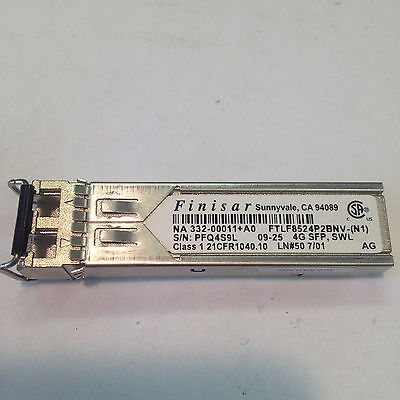 Finisar Sunnyvale, CA 94089
NA 332-00011+A0 FTLF8524P2BNV-(N1)
S/N: PFQ4S9L 09-25 4G SFP, SWL
Class 1 21CFR1040.10 LN#50 7/01 AG